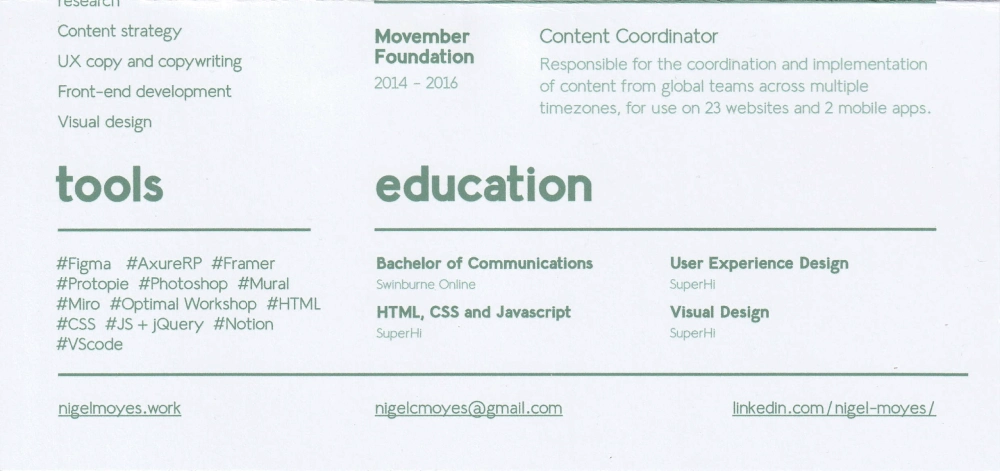 research
Content strategy
UX copy and copywriting
Front-end development
Visual design
Movember
Foundation
2014 - 2016
Content Coordinator
Responsible for the coordination and implementation
of content from global teams across multiple
timezones, for use on 23 websites and 2 mobile apps.
tools
#Figma #AxureRP #Framer
#Protopie #Photoshop #Mural
#Miro #Optimal Workshop #HTML
#CSS #JS + jQuery #Notion
#VScode
education
Bachelor of Communications
Swinburne Online
HTML, CSS and Javascript
SuperHi
User Experience Design
SuperHi
Visual Design
SuperHi
nigelmoyes.work
nigelcmoyes@gmail.com
linkedin.com/nigel-moyes/